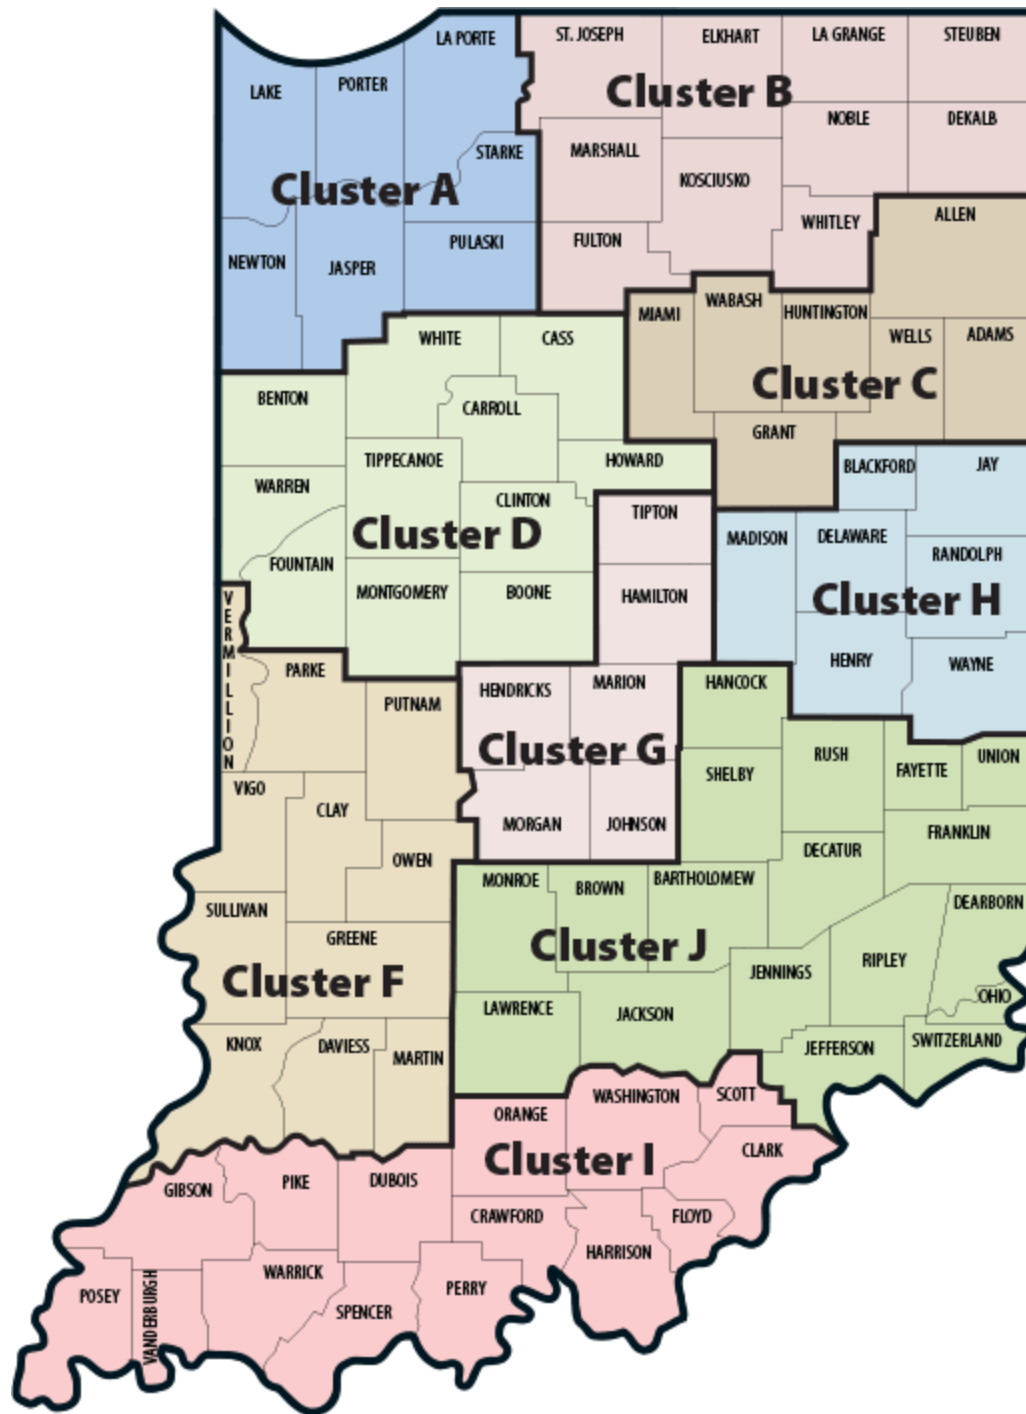 LA PORTE
ST. JOSEPH
ELKHART
LA GRANGE
STEUBEN
LAKE
PORTER
Cluster B
NOBLE
DEKALB
MARSHALL
STARKE
KOSCIUSKO
Cluster A
WHITLEY
ALLEN
NEWTON
JASPER
PULASKI
FULTON
MIAMI
WABASH
HUNTINGTON
WELLS
ADAMS
WHITE
CASS
Cluster C
BENTON
CARROLL
GRANT
TIPPECANOE
HOWARD
BLACKFORD
JAY
WARREN
CLINTON
TIPTON
Cluster D
MADISON
DELAWARE
RANDOLPH
FOUNTAIN
MONTGOMERY
BOONE
HAMILTON
Cluster H
VERMILLION
HENRY
WAYNE
PARKE
PUTNAM
HENDRICKS
MARION
HANCOCK
Cluster G
RUSH
FAYETTE
UNION
VIGO
SHELBY
CLAY
MORGAN
JOHNSON
FRANKLIN
OWEN
DECATUR
MONROE
BROWN
BARTHOLOMEW
DEARBORN
SULLIVAN
GREENE
Cluster J
JENNINGS
RIPLEY
Cluster F
OHIO
LAWRENCE
JACKSON
KNOX
DAVIESS
MARTIN
JEFFERSON
SWITZERLAND
ORANGE
WASHINGTON
SCOTT
Cluster I
CLARK
GIBSON
PIKE
DUBOIS
CRAWFORD
FLOYD
HARRISON
POSEY
VANDERBURGH
WARRICK
SPENCER
PERRY